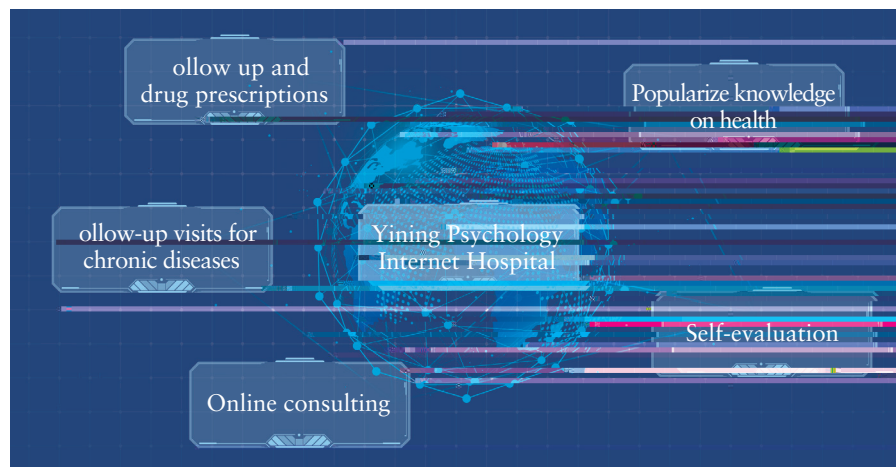 ollow up and
drug prescriptions
Popularize knowledge
on health
ollow-up visits for
chronic diseases
Yining Psychology
Internet Hospital
Self-evaluation
Online consulting